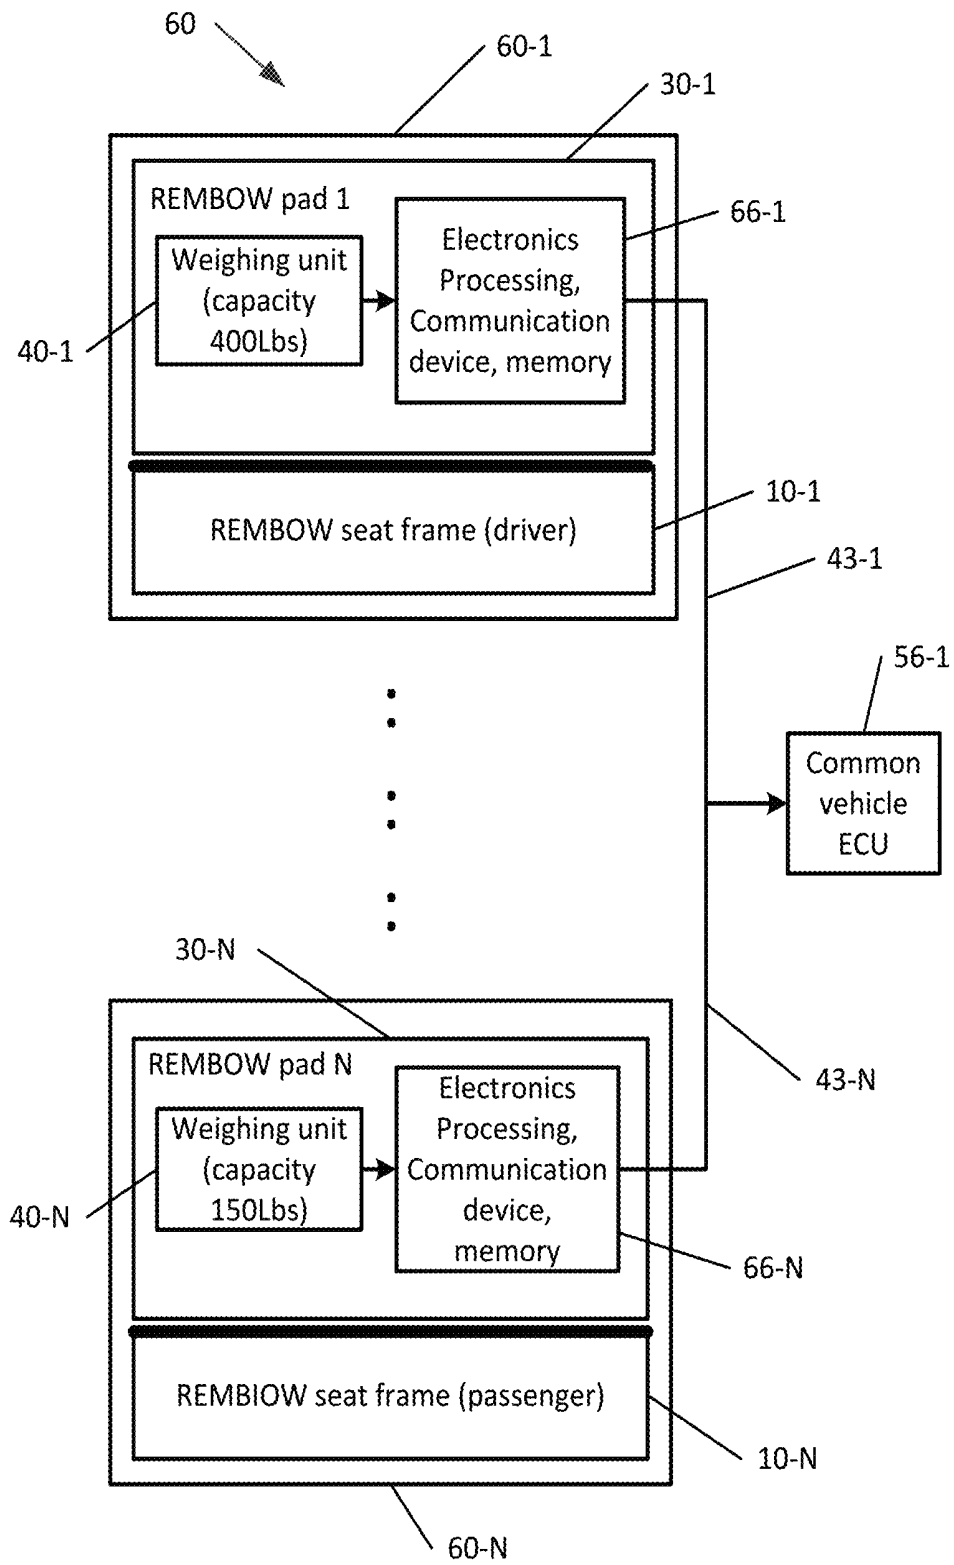 60
60-1
30-1
REMBOW pad 1
66-1
Electronics
Processing,
Communication
device, memory
Weighing unit
(capacity
400Lbs)
40-1
10-1
REMBOW seat frame (driver)
43-1
56-1
Common
vehicle
ECU
30-N
REMBOW pad N
Electronics
Processing,
Communication
device,
memory
43-N
Weighing unit
(capacity
150Lbs)
40-N
66-N
REMBIOW seat frame (passenger)
10-N
60-N